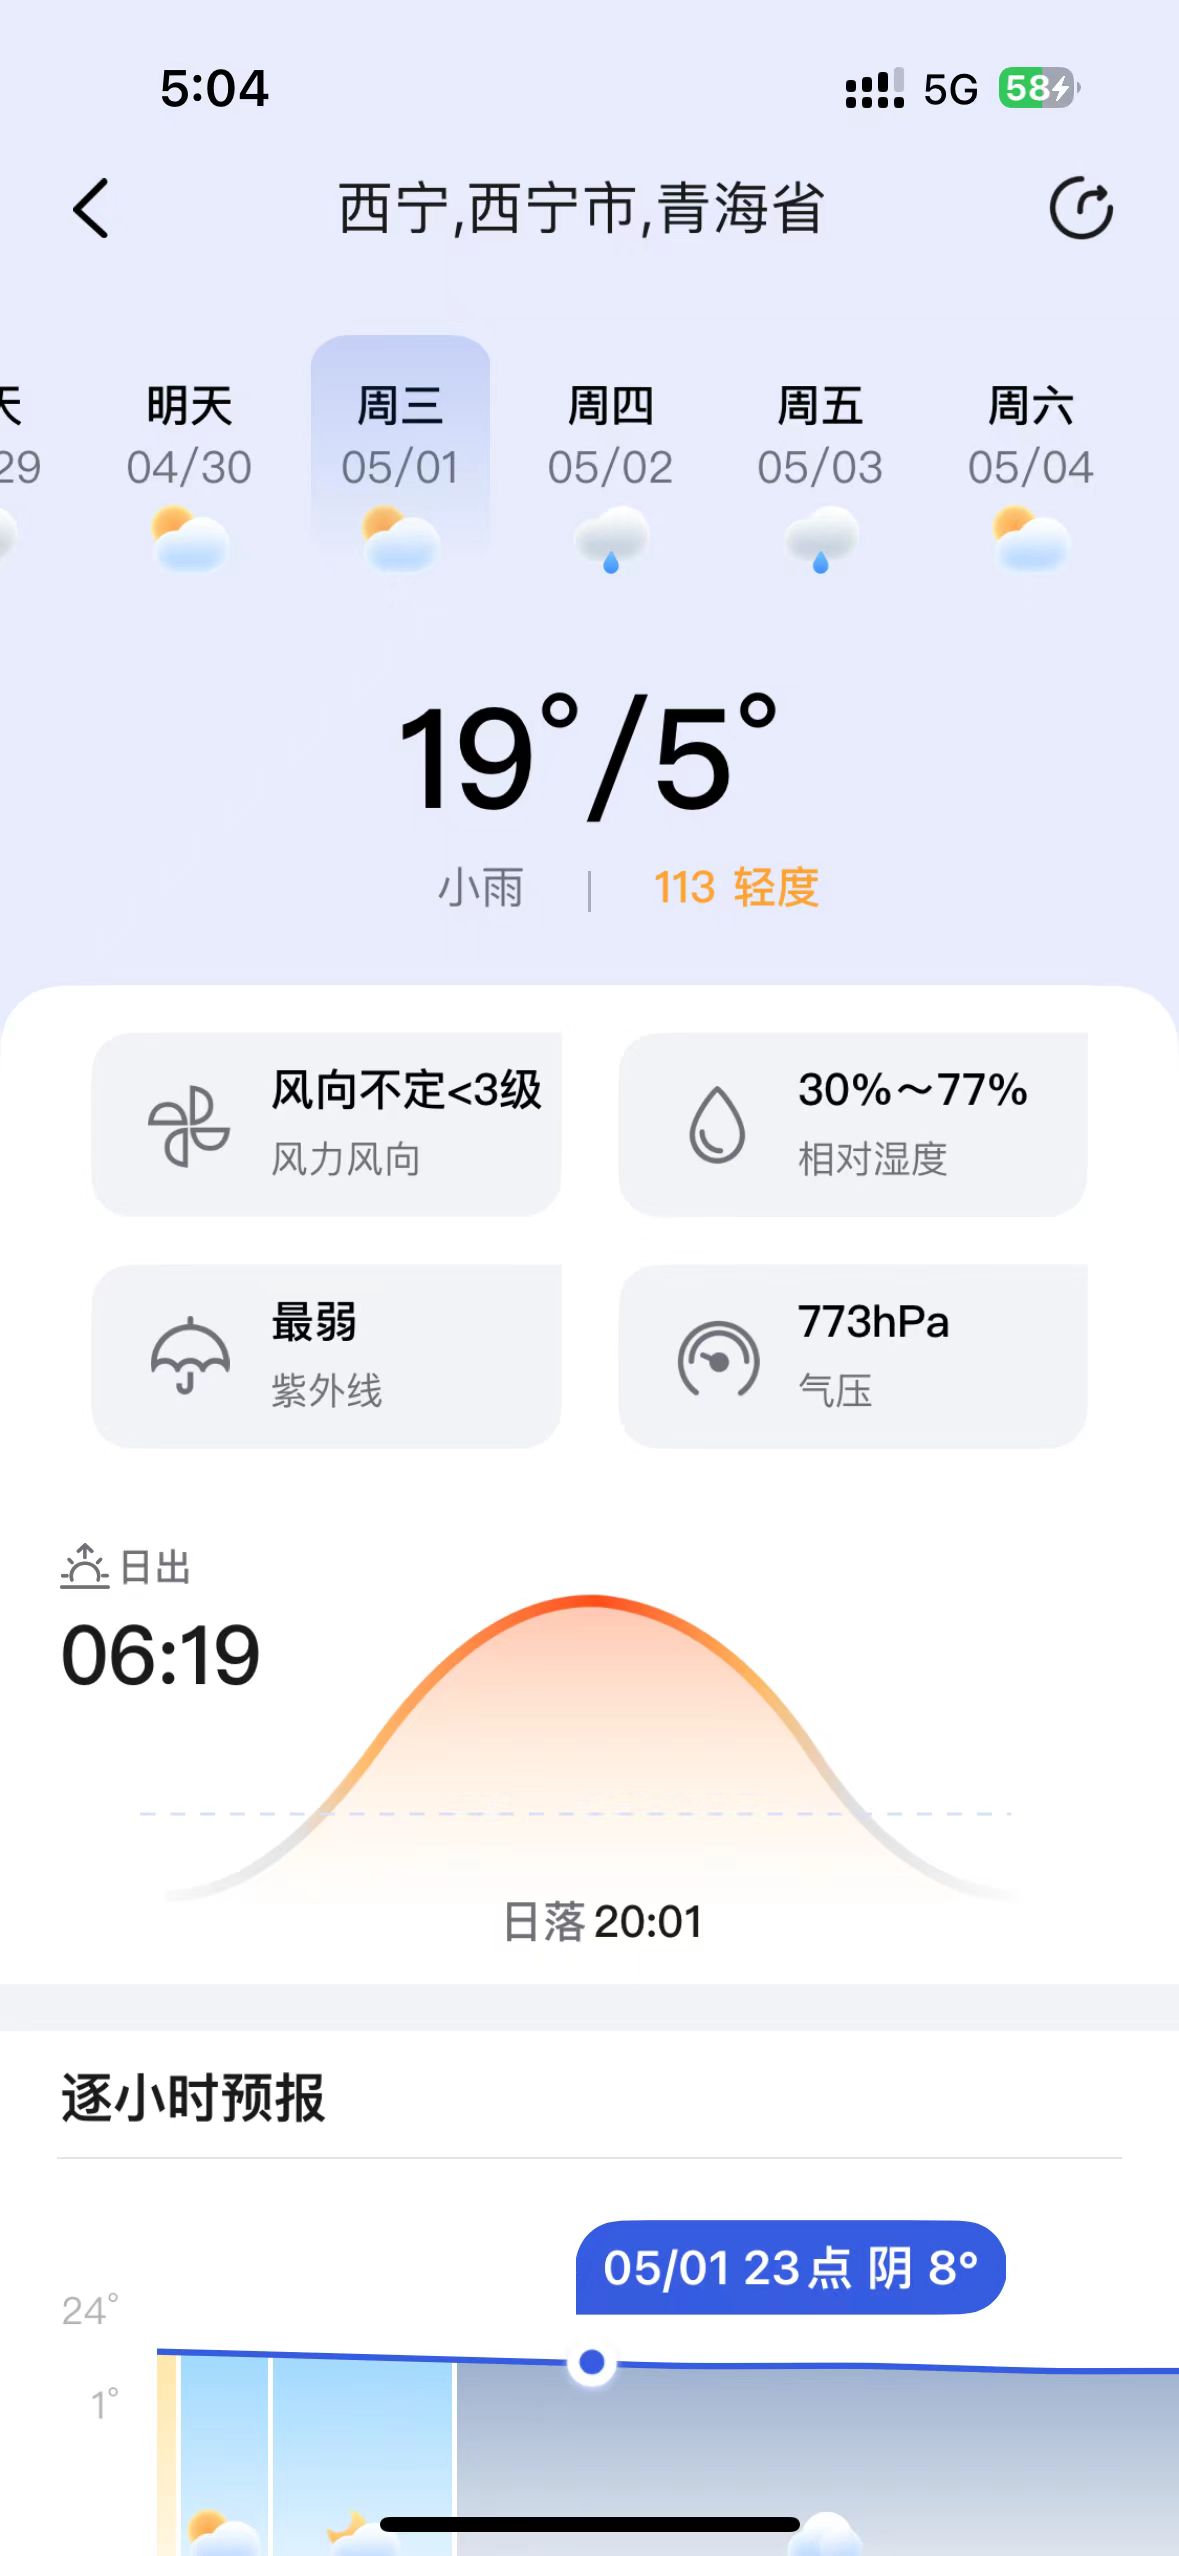 5:04 5G 58
西宁,西宁市,青海省
天 明天 周三 周四 周五 周六
29 04/30 05/01 05/02 05/03 05/04
19°/5°
小雨 | 113 轻度
风向不定<3级
风力风向
30%～77%
相对湿度
最弱
紫外线
773hPa
气压
日出
06:19
日落 20:01
逐小时预报
05/01 23点 阴 8°
24°
1°